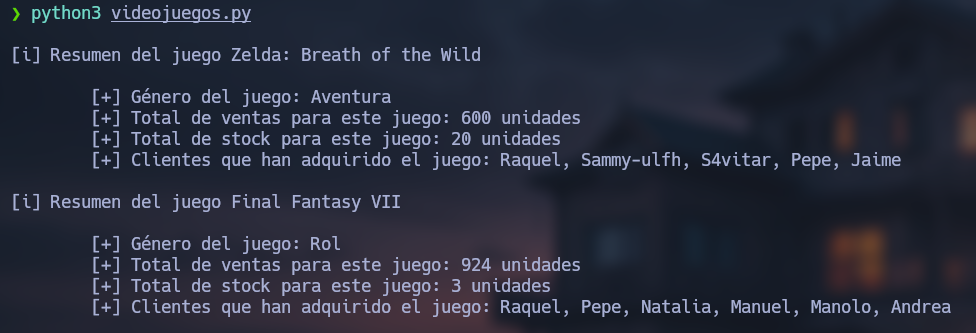 ❯ python3 videojuegos.py
[i] Resumen del juego Zelda: Breath of the Wild
[+] Género del juego: Aventura
[+] Total de ventas para este juego: 600 unidades
[+] Total de stock para este juego: 20 unidades
[+] Clientes que han adquirido el juego: Raquel, Sammy-ulfh, S4vitar, Pepe, Jaime
[i] Resumen del juego Final Fantasy VII
[+] Género del juego: Rol
[+] Total de ventas para este juego: 924 unidades
[+] Total de stock para este juego: 3 unidades
[+] Clientes que han adquirido el juego: Raquel, Pepe, Natalia, Manuel, Manolo, Andrea